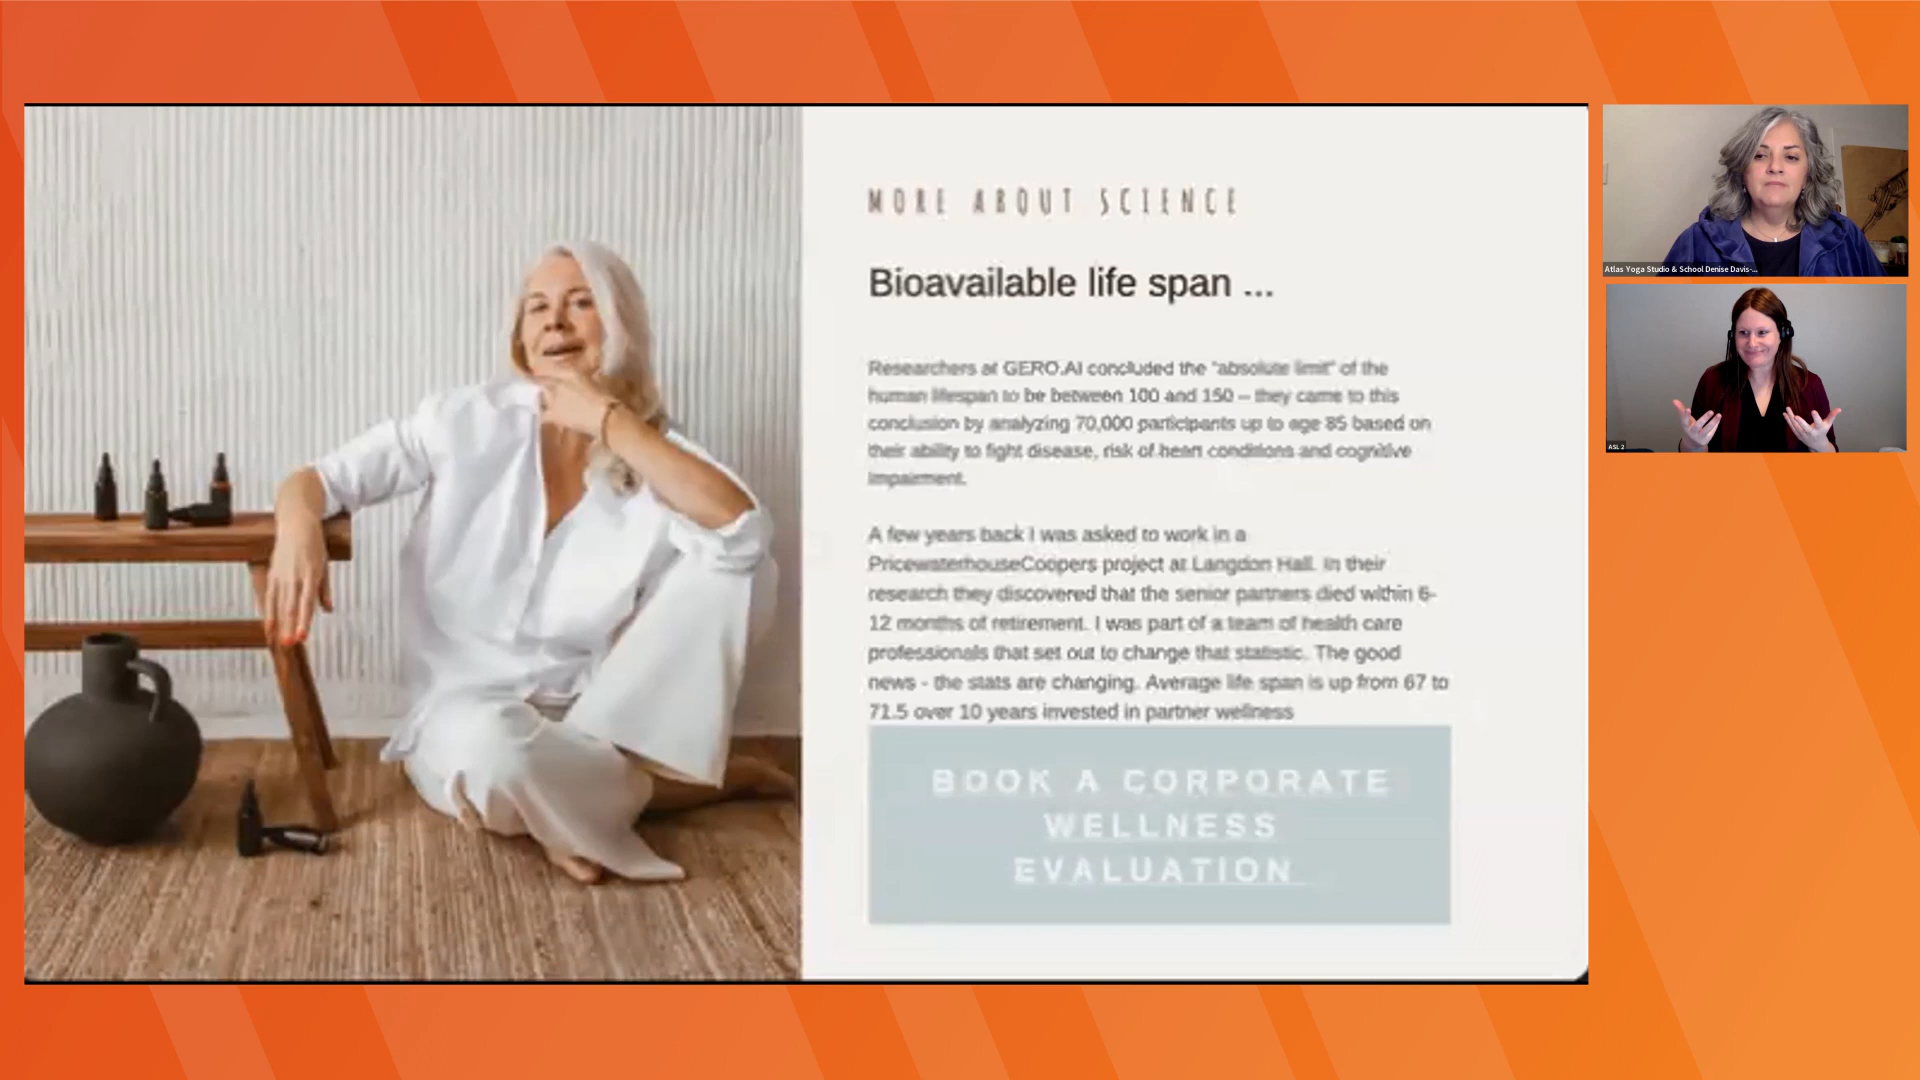 MORE ABOUT SCIENCE
Bioavailable life span ...
Researchers at GERO.AI concluded the "absolute limit" of the
human lifespan to be between 100 and 150 – they came to this
conclusion by analyzing 70,000 participants up to age 85 based on
their ability to fight disease, risk of heart conditions and cognitive
impairment.
A few years back I was asked to work in a
PricewaterhouseCoopers project at Langdon Hall. In their
research they discovered that the senior partners died within 6-
12 months of retirement. I was part of a team of health care
professionals that set out to change that statistic. The good
news - the stats are changing. Average life span is up from 67 to
71.5 over 10 years invested in partner wellness
BOOK A CORPORATE
WELLNESS
EVALUATION
Atlas Yoga Studio & School Denise Davis-...
ASL 2